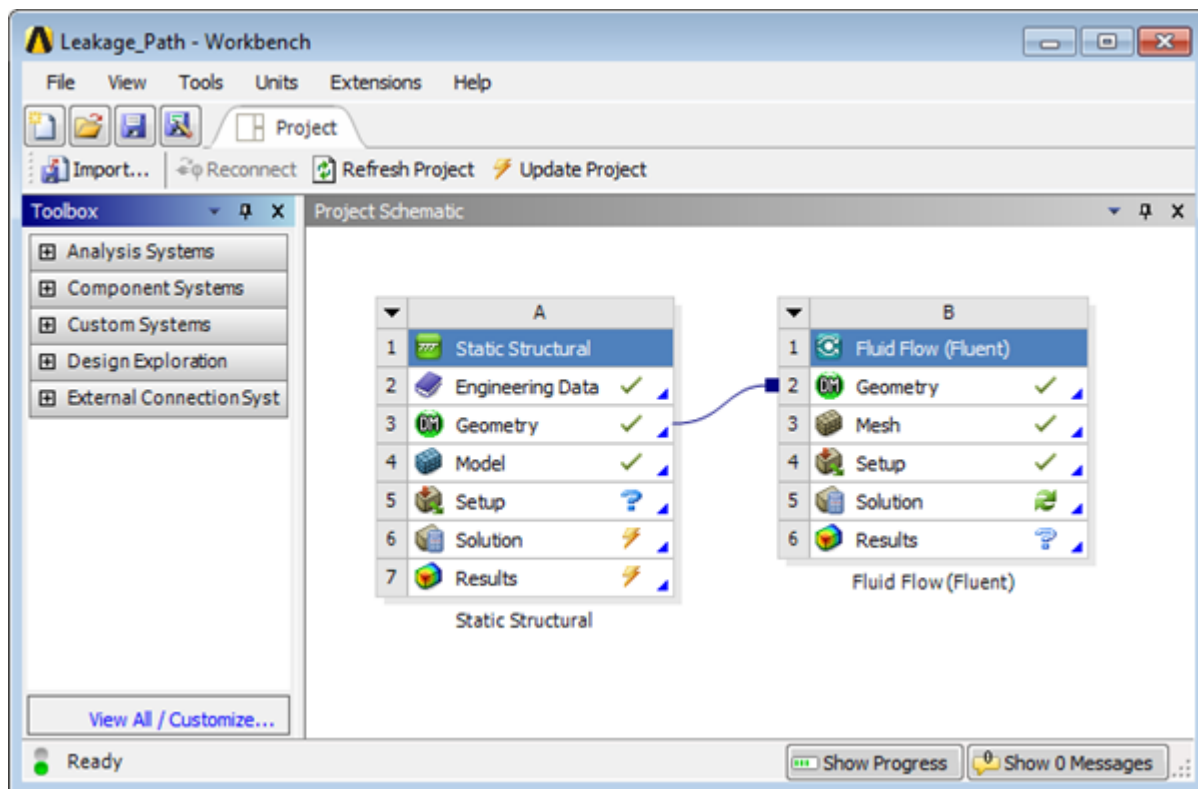 Leakage_Path - Workbench
File View Tools Units Extensions Help
Project
Import... Reconnect Refresh Project Update Project
Toolbox
Analysis Systems
Component Systems
Custom Systems
Design Exploration
External Connection Syst
View All / Customize...
Project Schematic
A
1 Static Structural
2 Engineering Data
3 DM Geometry
4 Model
5 Setup ?
6 Solution
7 Results
Static Structural
B
1 Fluid Flow (Fluent)
2 DM Geometry
3 Mesh
4 Setup
5 Solution
6 Results ?
Fluid Flow (Fluent)
Ready
Show Progress 0 Show 0 Messages